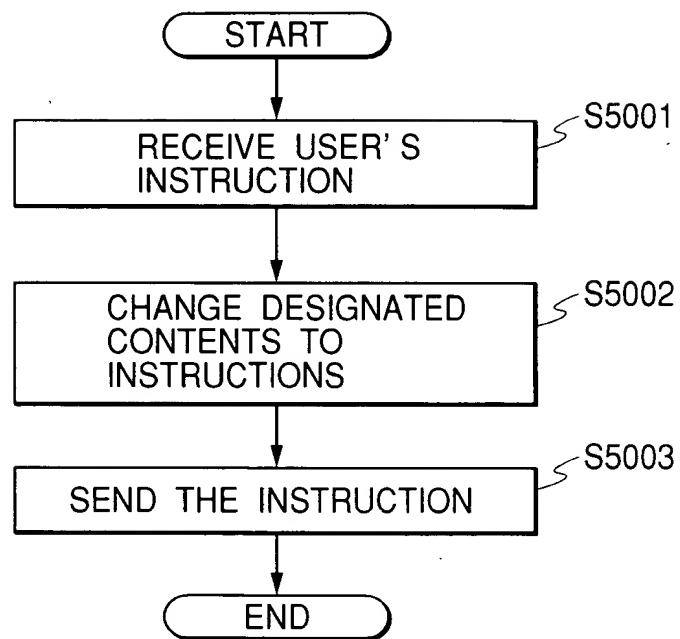 START
S5001
RECEIVE USER'S
INSTRUCTION
S5002
CHANGE DESIGNATED
CONTENTS TO
INSTRUCTIONS
S5003
SEND THE INSTRUCTION
END